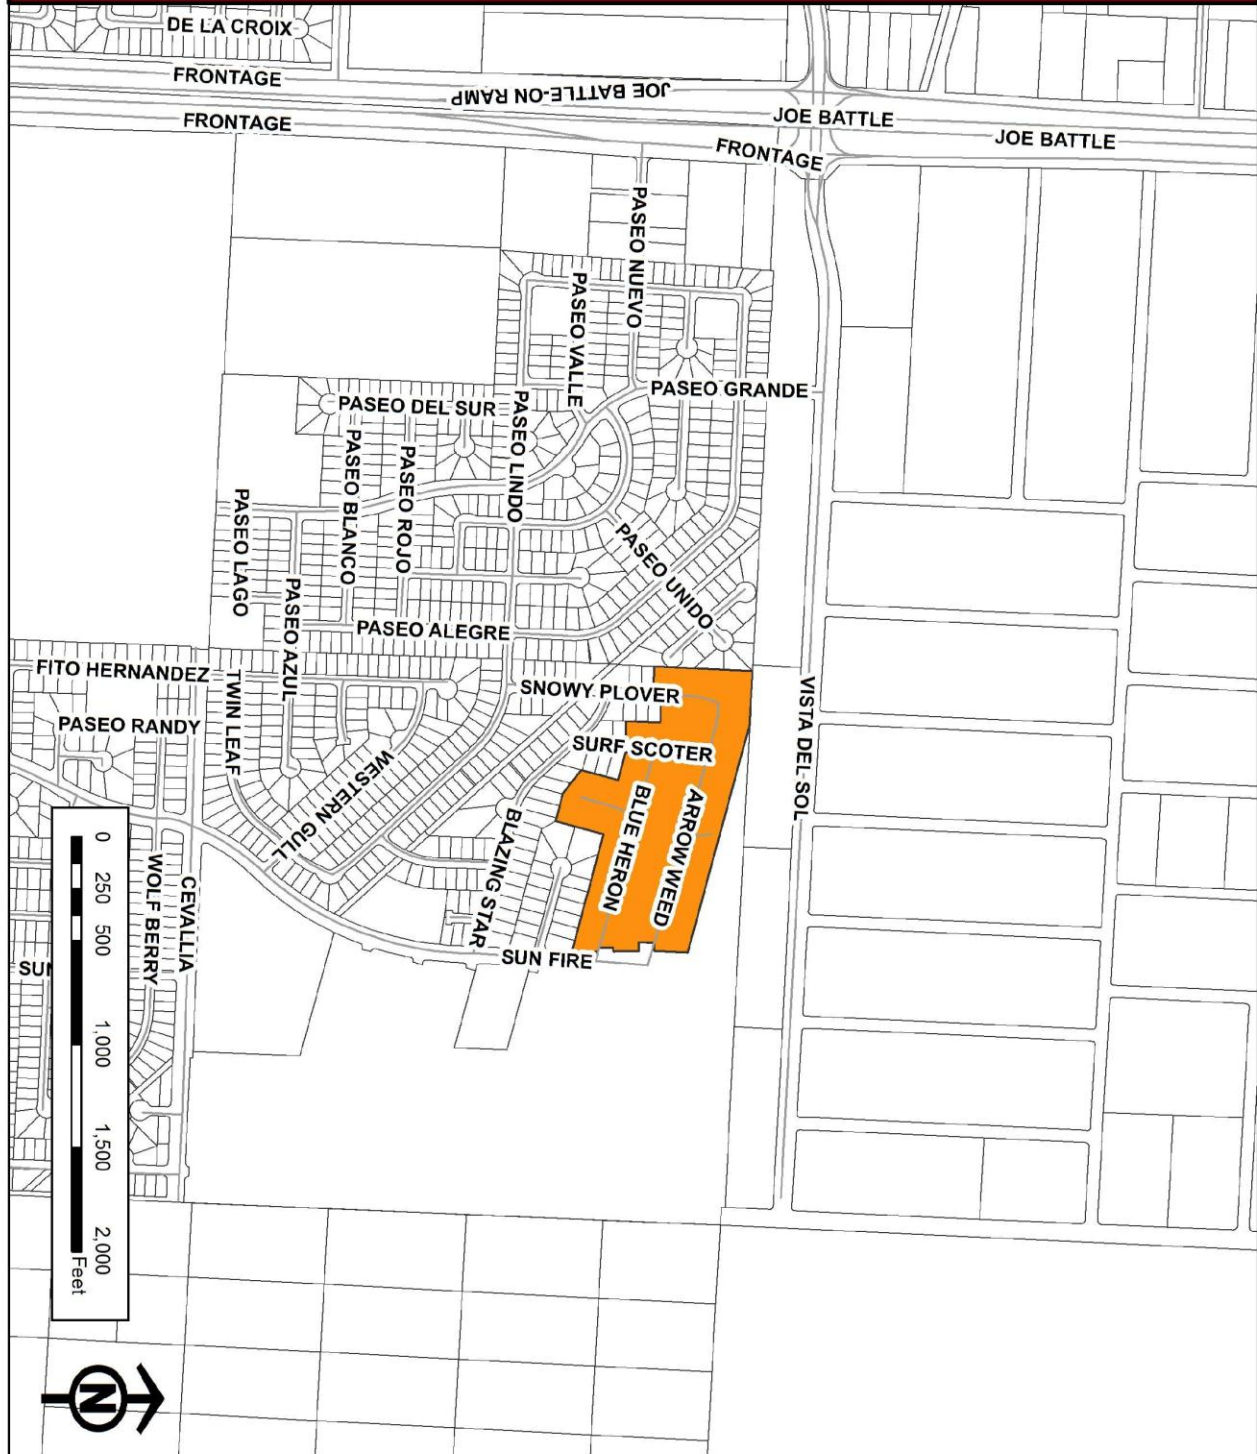 DE LA CROIX
FRONTAGE
JOE BATTLE-ON RAMP
FRONTAGE
JOE BATTLE
JOE BATTLE
FRONTAGE
PASEO NUEVO
PASEO VALLE
PASEO GRANDE
PASEO DEL SUR
PASEO LINDO
PASEO BLANCO
PASEO ROJO
PASEO LAGO
PASEO UNIDO
PASEO AZUL
PASEO ALEGRE
FITO HERNANDEZ
TWIN LEAF
SNOWY PLOVER
VISTA DEL SOL
PASEO RANDY
SURF SCOTER
WESTERN GULL
BLUE HERON
ARROW WEED
BLAZING STAR
WOLF BERRY
CEVALLIA
SUN FIRE
SUN
0 250 500 1,000 1,500 2,000
Feet
N